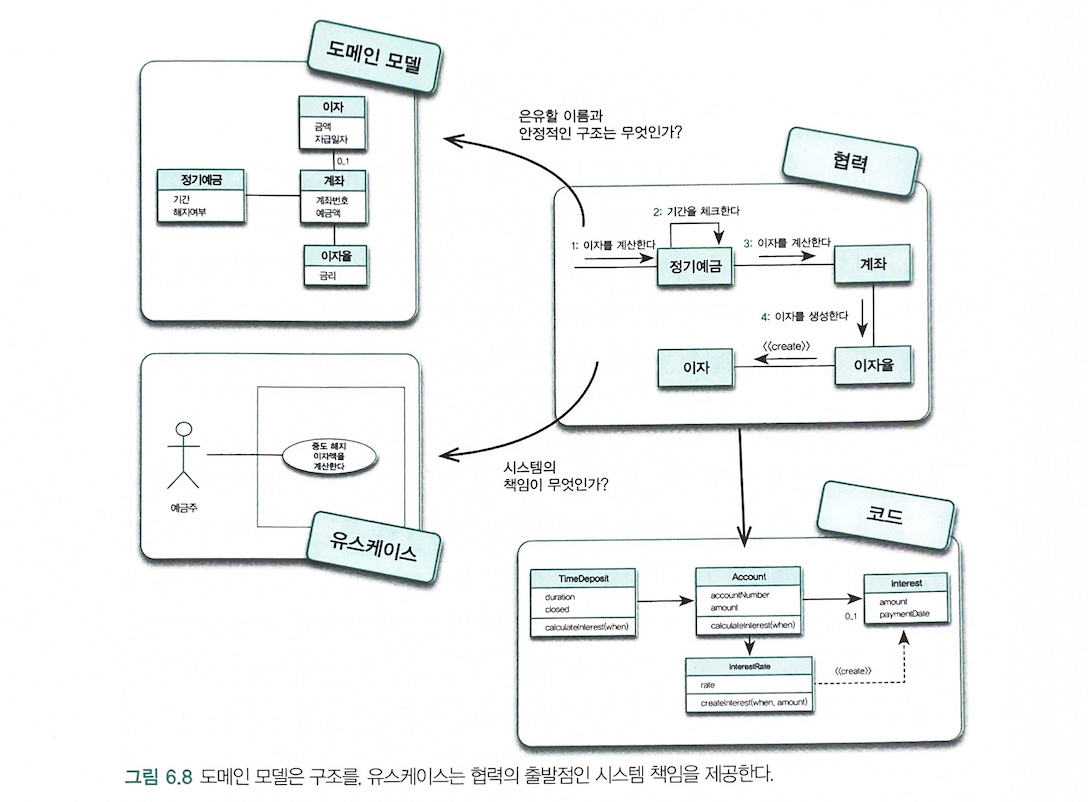 도메인 모델
이자
금액
지급일자
0..1
정기예금
기간
해지여부
계좌
계좌번호
예금액
이자율
금리
은유할 이름과
안정적인 구조는 무엇인가?
협력
2: 기간을 체크한다
1: 이자를 계산한다
3: 이자를 계산한다
정기예금
계좌
4: 이자를 생성한다
<<create>>
이자
이자율
중도 해지
이자액을
계산한다
예금주
유스케이스
시스템의
책임이 무엇인가?
코드
TimeDeposit
duration
closed
calculateInterest(when)
Account
accountNumber
amount
calculateInterest(when)
0..1
Interest
amount
paymentDate
InterestRate
rate
createInterest(when, amount)
<<create>>
그림 6.8 도메인 모델은 구조를, 유스케이스는 협력의 출발점인 시스템 책임을 제공한다.